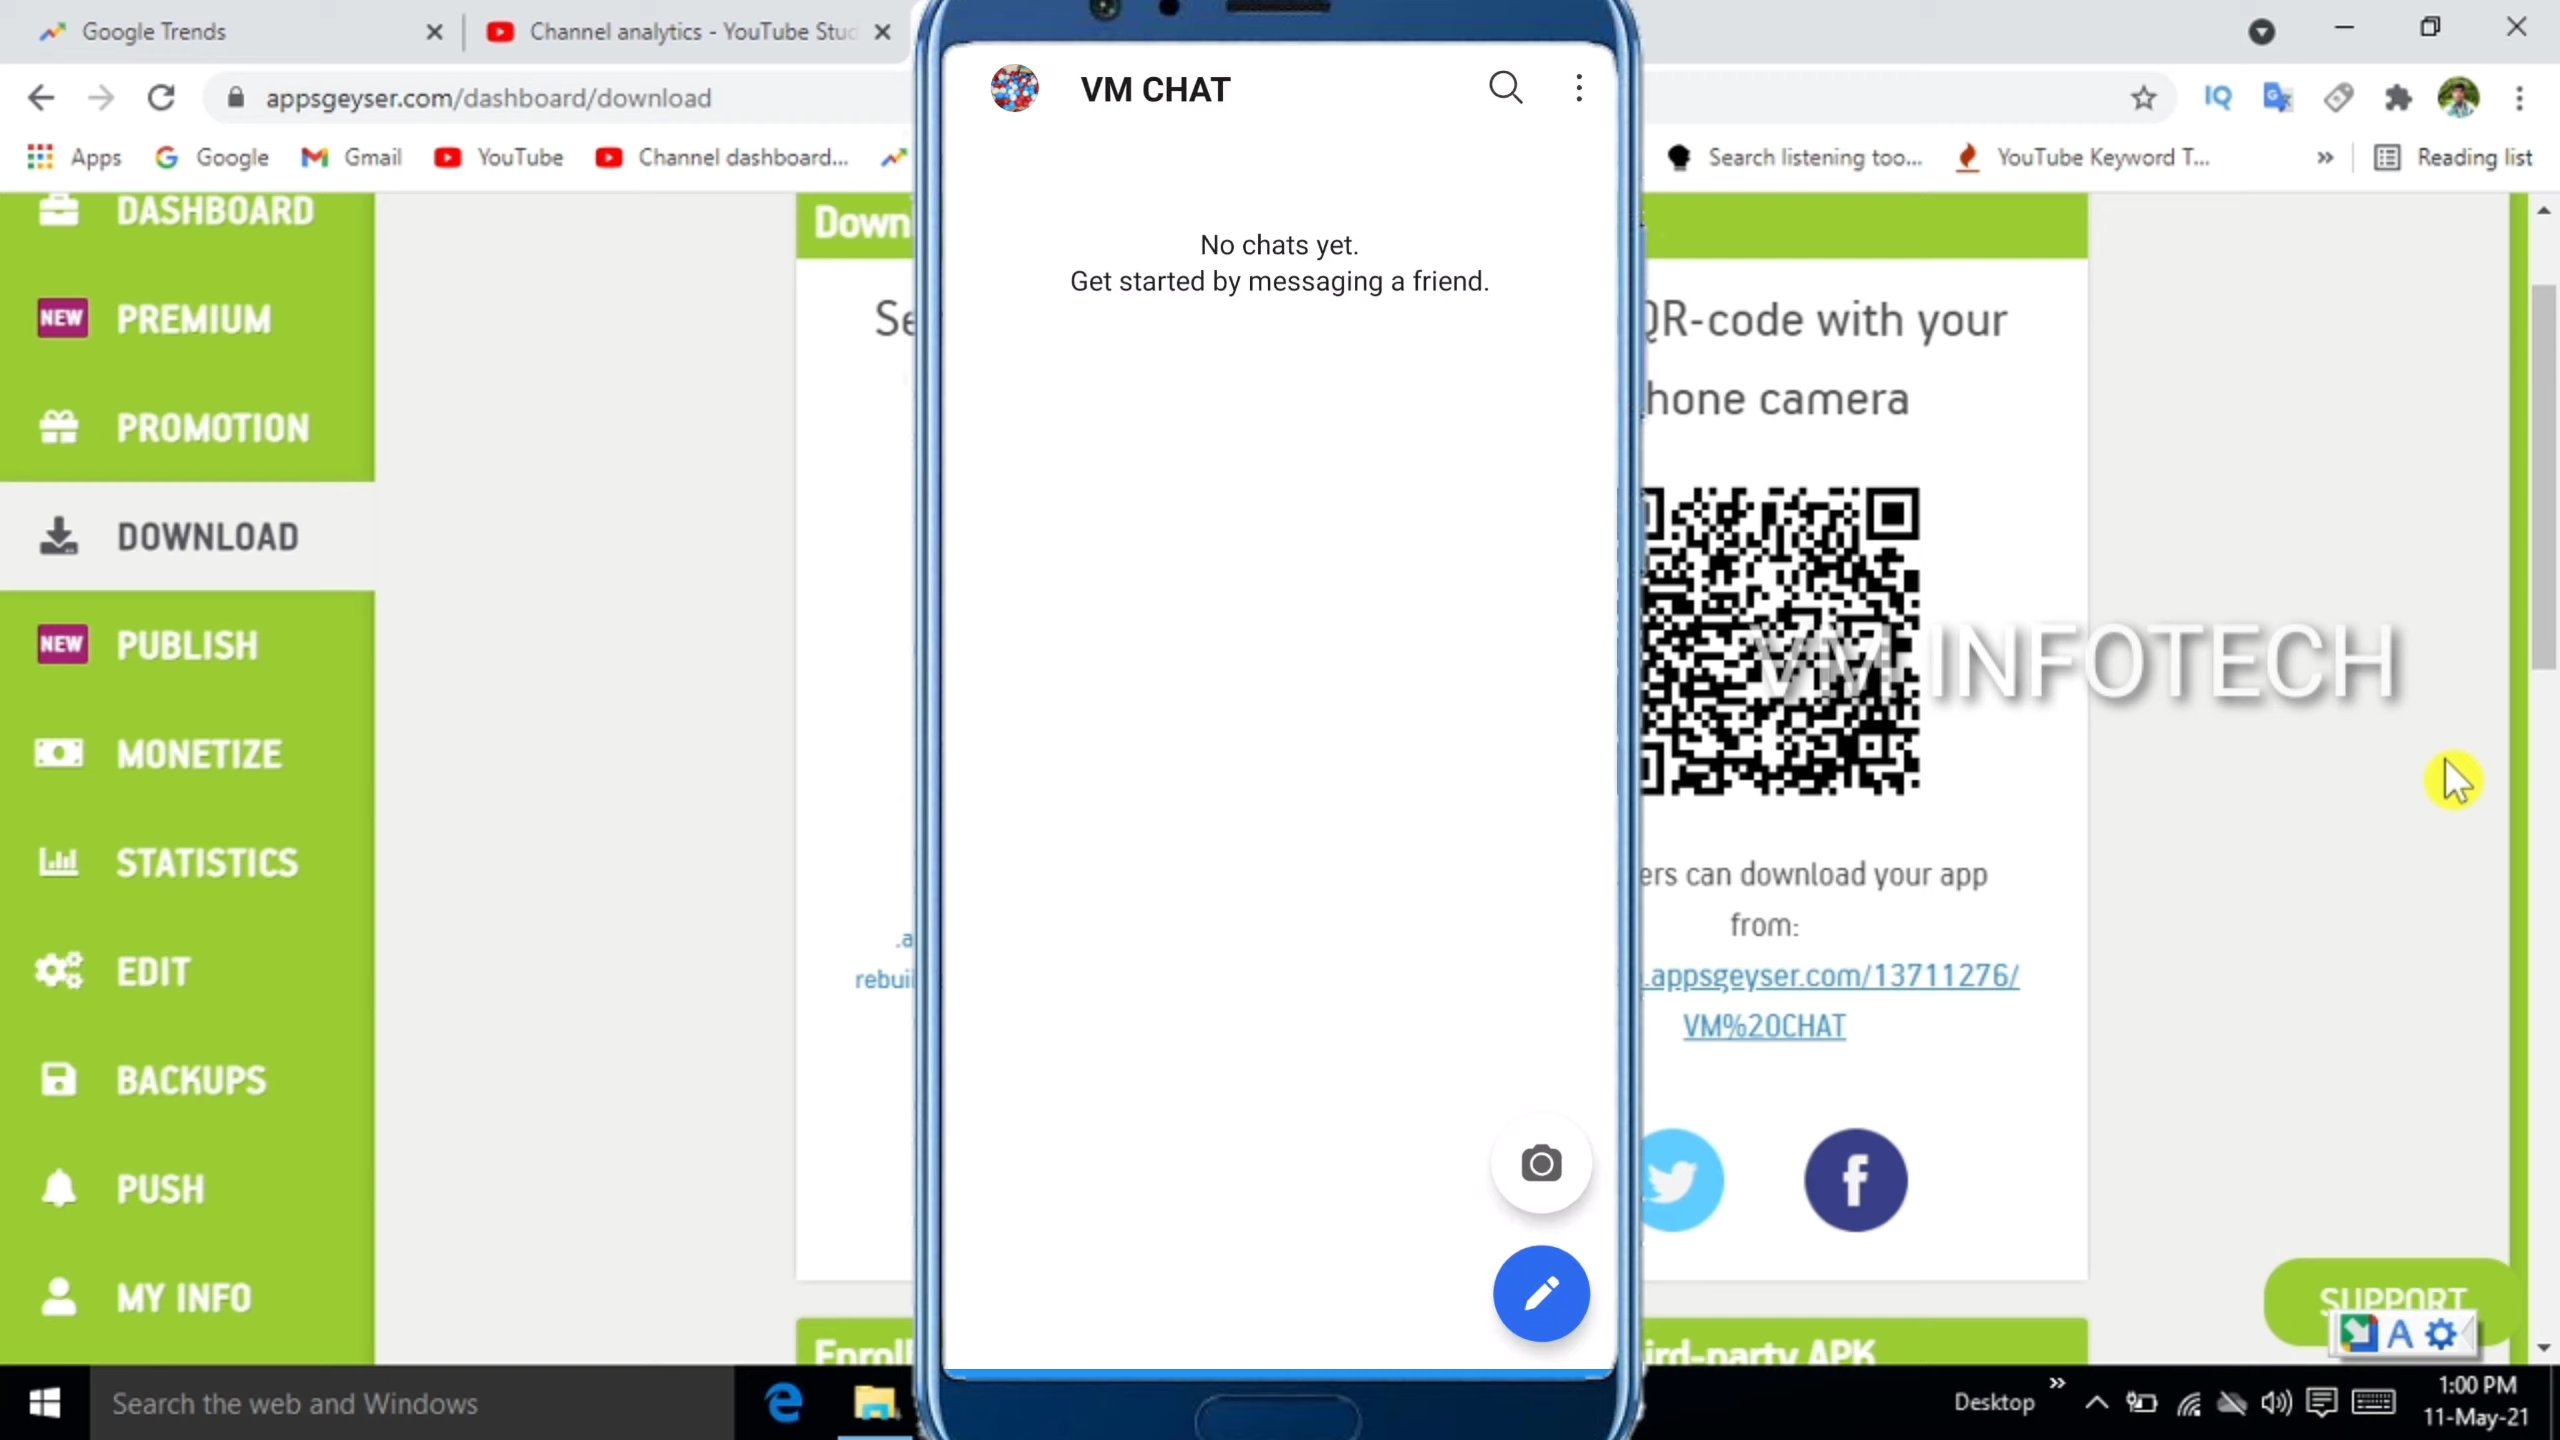 Google Trends
Channel analytics - YouTube Stud
appsgeyser.com/dashboard/download
Apps
Google
Gmail
YouTube
Channel dashboard...
Search listening too...
YouTube Keyword T...
Reading list
VM CHAT
No chats yet.
Get started by messaging a friend.
DASHBOARD
NEW PREMIUM
PROMOTION
DOWNLOAD
NEW PUBLISH
MONETIZE
STATISTICS
EDIT
BACKUPS
PUSH
MY INFO
Down
Se
QR-code with your
hone camera
VM INFOTECH
ers can download your app
from:
.appsgeyser.com/13711276/
VM%20CHAT
.a
rebuil
Enroll
ird-party APK
SUPPORT
A
Search the web and Windows
Desktop
1:00 PM
11-May-21
IQ